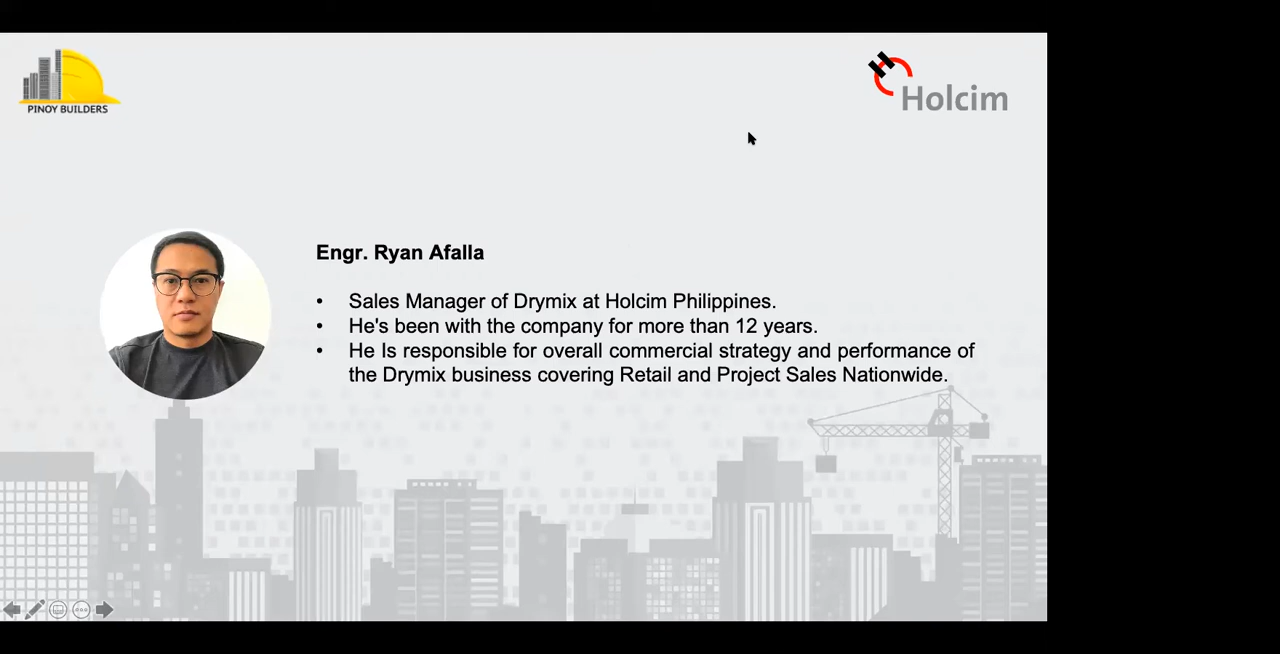 PINOY BUILDERS
Holcim
Engr. Ryan Afalla
• Sales Manager of Drymix at Holcim Philippines.
• He's been with the company for more than 12 years.
• He Is responsible for overall commercial strategy and performance of
the Drymix business covering Retail and Project Sales Nationwide.